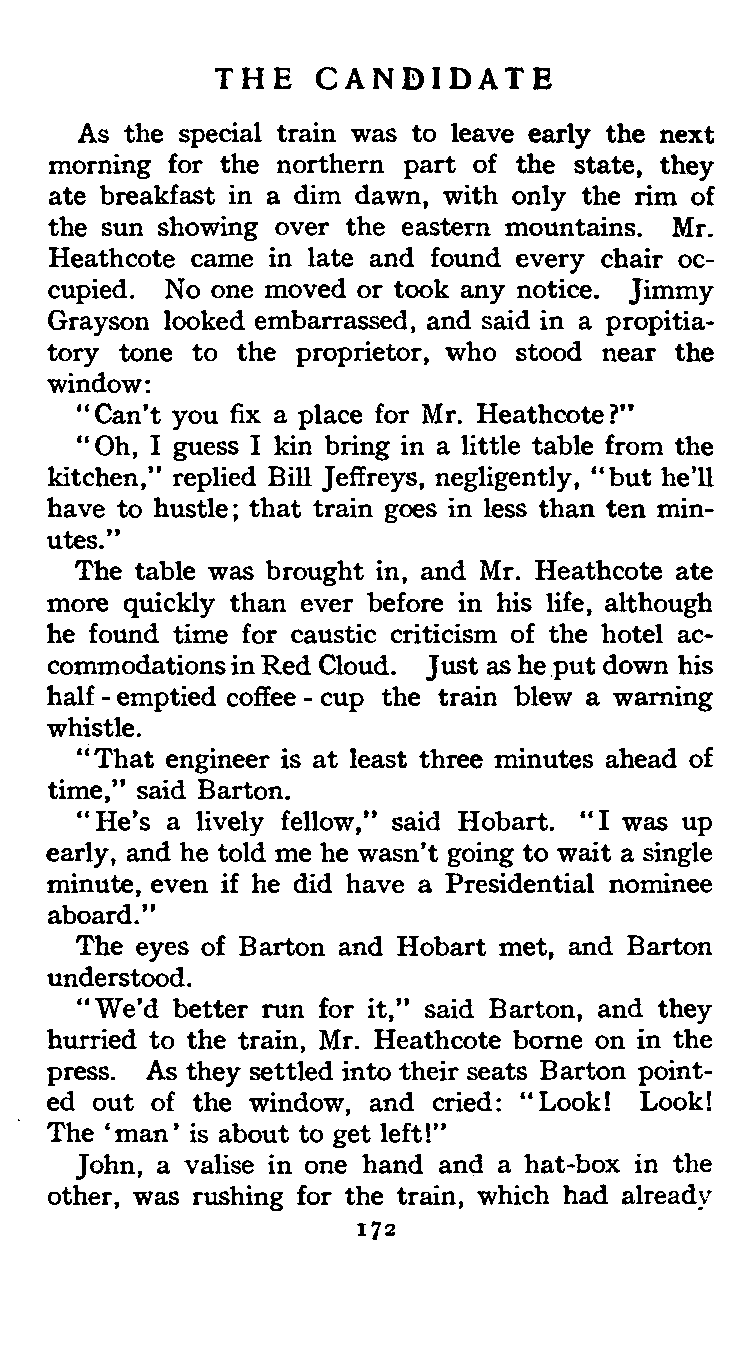 THE CANDIDATE
As the special train was to leave early the next
morning for the northern part of the state, they
ate breakfast in a dim dawn, with only the rim of
the sun showing over the eastern mountains. Mr.
Heathcote came in late and found every chair oc-
cupied. No one moved or took any notice. Jimmy
Grayson looked embarrassed, and said in a propitia-
tory tone to the proprietor, who stood near the
window:
"Can't you fix a place for Mr. Heathcote?"
"Oh, I guess I kin bring in a little table from the
kitchen," replied Bill Jeffreys, negligently, "but he'll
have to hustle; that train goes in less than ten min-
utes."
The table was brought in, and Mr. Heathcote ate
more quickly than ever before in his life, although
he found time for caustic criticism of the hotel ac-
commodations in Red Cloud. Just as he put down his
half-emptied coffee-cup the train blew a warning
whistle.
"That engineer is at least three minutes ahead of
time," said Barton.
"He's a lively fellow," said Hobart. "I was up
early, and he told me he wasn't going to wait a single
minute, even if he did have a Presidential nominee
aboard."
The eyes of Barton and Hobart met, and Barton
understood.
"We'd better run for it," said Barton, and they
hurried to the train, Mr. Heathcote borne on in the
press. As they settled into their seats Barton point-
ed out of the window, and cried: "Look! Look!
The 'man' is about to get left!"
John, a valise in one hand and a hat-box in the
other, was rushing for the train, which had already
172